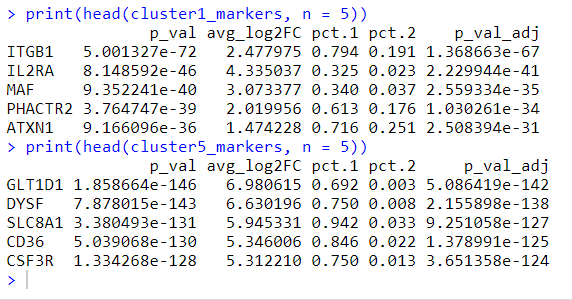 > print(head(cluster1_markers, n = 5))
p_val avg_log2FC pct.1 pct.2 p_val_adj
ITGB1 5.001327e-72 2.477975 0.794 0.191 1.368663e-67
IL2RA 8.148592e-46 4.335037 0.325 0.023 2.229944e-41
MAF 9.352241e-40 3.073377 0.340 0.037 2.559334e-35
PHACTR2 3.764747e-39 2.019956 0.613 0.176 1.030261e-34
ATXN1 9.166096e-36 1.474228 0.716 0.251 2.508394e-31
> print(head(cluster5_markers, n = 5))
p_val avg_log2FC pct.1 pct.2 p_val_adj
GLT1D1 1.858664e-146 6.980615 0.692 0.003 5.086419e-142
DYSF 7.878015e-143 6.630196 0.750 0.008 2.155898e-138
SLC8A1 3.380493e-131 5.945331 0.942 0.033 9.251058e-127
CD36 5.039068e-130 5.346006 0.846 0.022 1.378991e-125
CSF3R 1.334268e-128 5.312210 0.750 0.013 3.651358e-124
>